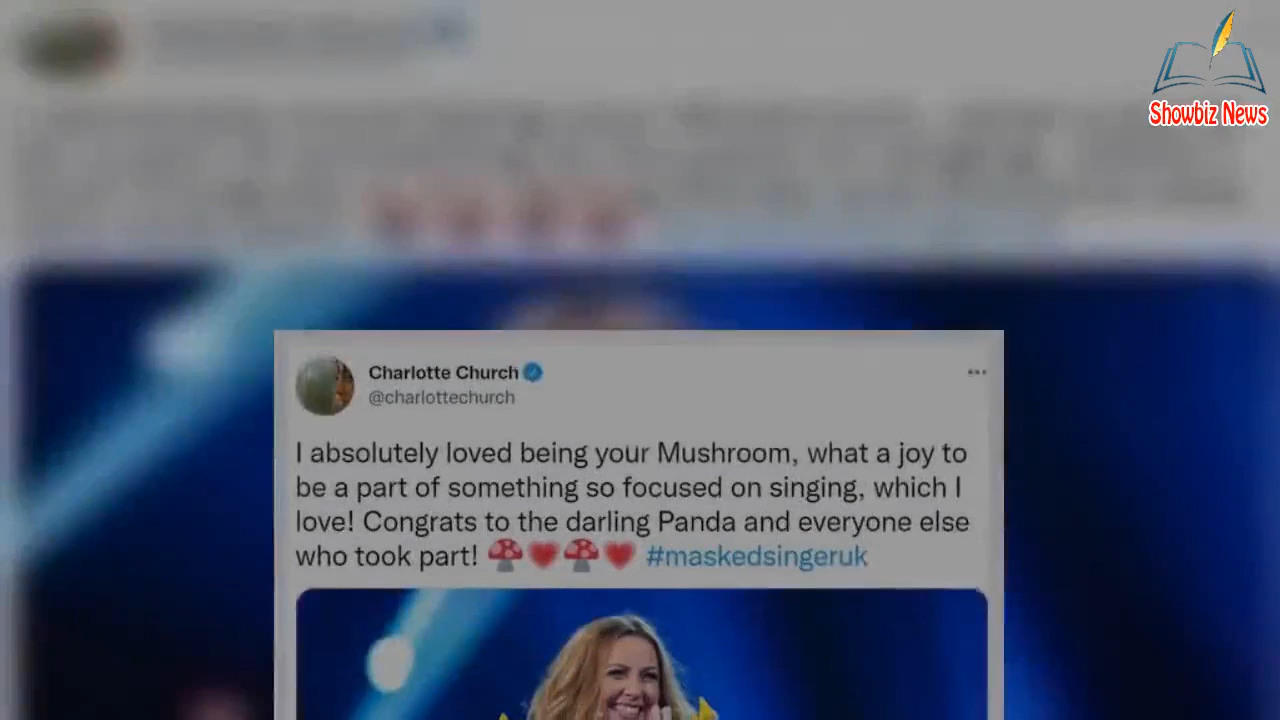 Showbiz News
Charlotte Church
@charlottechurch
I absolutely loved being your Mushroom, what a joy to
be a part of something so focused on singing, which I
love! Congrats to the darling Panda and everyone else
who took part! 🍄❤️🍄❤️ #maskedsingeruk